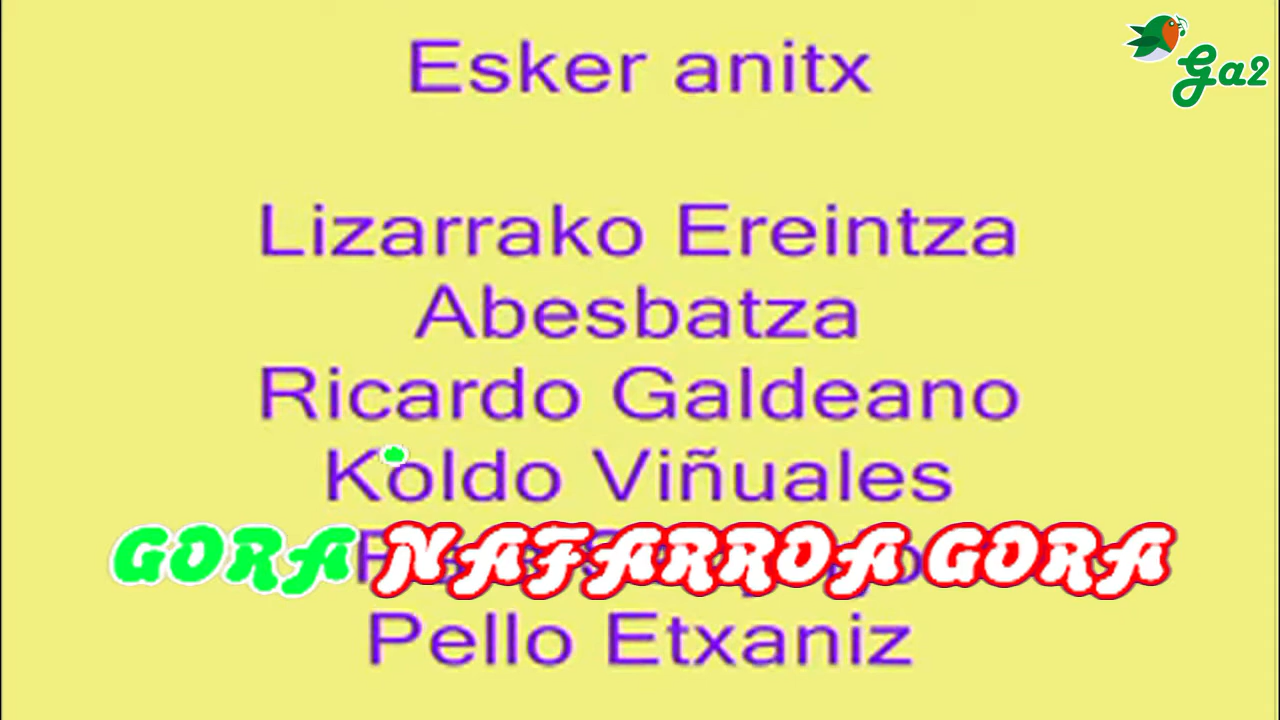 Ga2
Esker anitx
Lizarrako Ereintza
Abesbatza
Ricardo Galdeano
Koldo Viñuales
GORA NAFARROA GORA
Pello Etxaniz